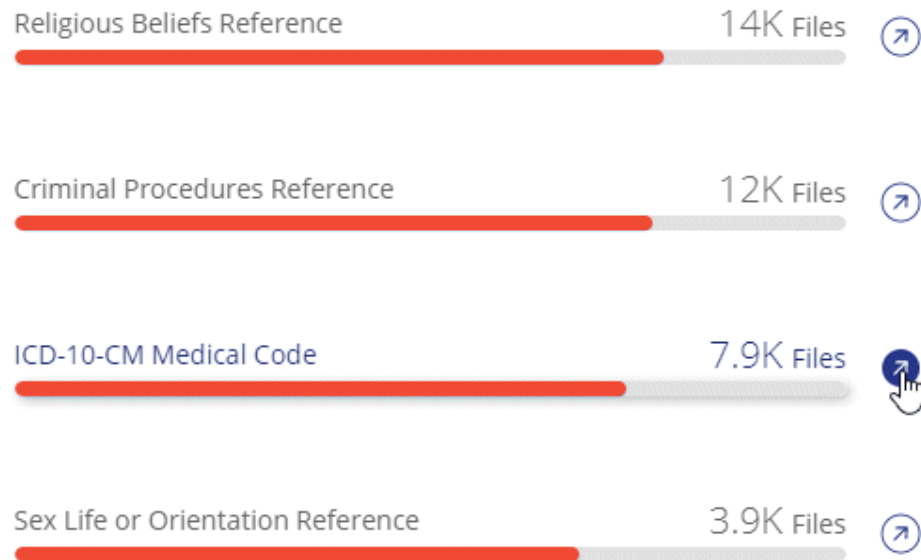 Religious Beliefs Reference 14K Files
Criminal Procedures Reference 12K Files
ICD-10-CM Medical Code 7.9K Files
Sex Life or Orientation Reference 3.9K Files